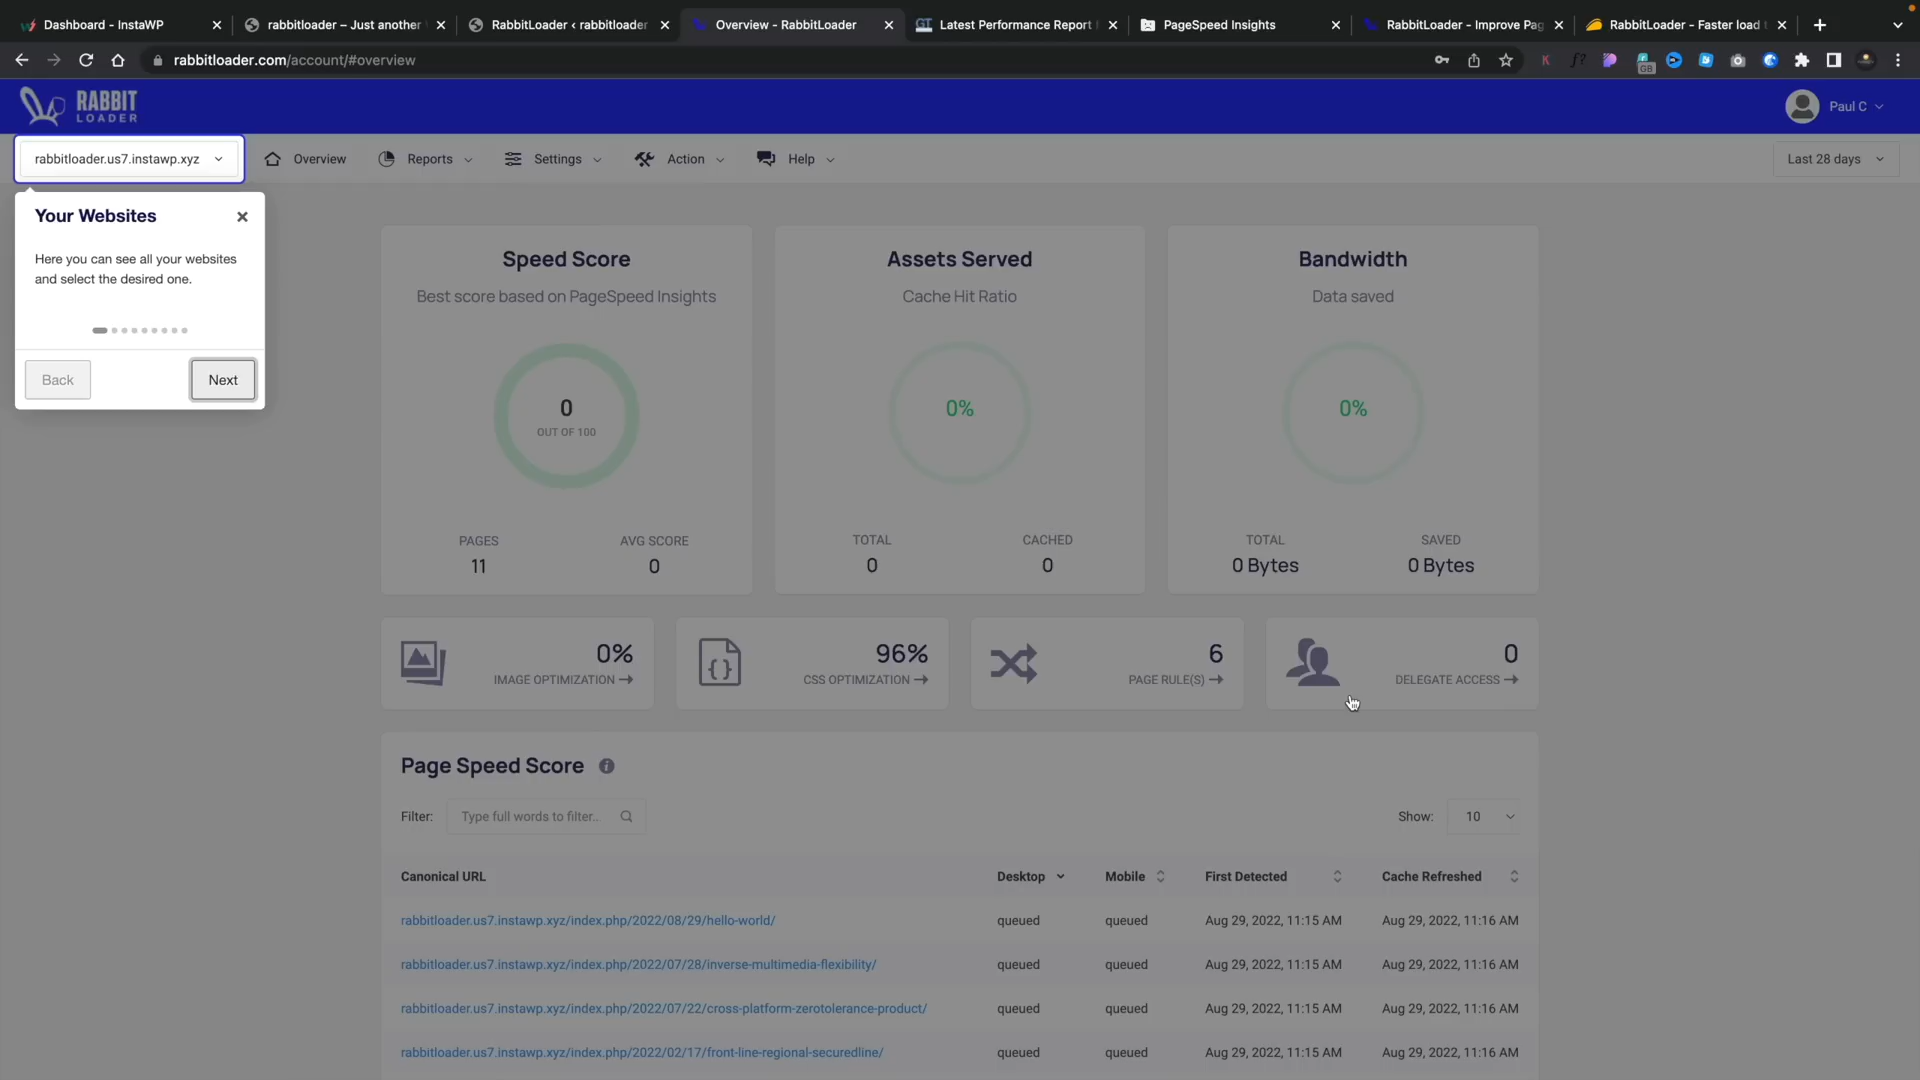 Dashboard - InstaWP
rabbitloader – Just another
RabbitLoader ‹ rabbitloader
Overview - RabbitLoader
Latest Performance Report
PageSpeed Insights
RabbitLoader - Improve Pag
RabbitLoader - Faster load t
rabbitloader.com/account/#overview
GB
RABBIT
LOADER
Paul C
rabbitloader.us7.instawp.xyz
Overview
Reports
Settings
Action
Help
Last 28 days
Your Websites
Here you can see all your websites
and select the desired one.
Back
Next
Speed Score
Best score based on PageSpeed Insights
0
OUT OF 100
PAGES
11
AVG SCORE
0
Assets Served
Cache Hit Ratio
0%
TOTAL
0
CACHED
0
Bandwidth
Data saved
0%
TOTAL
0 Bytes
SAVED
0 Bytes
0%
IMAGE OPTIMIZATION →
96%
CSS OPTIMIZATION →
6
PAGE RULE(S) →
0
DELEGATE ACCESS →
Page Speed Score
Filter: Type full words to filter...
Show: 10
Canonical URL Desktop Mobile First Detected Cache Refreshed
rabbitloader.us7.instawp.xyz/index.php/2022/08/29/hello-world/ queued queued Aug 29, 2022, 11:15 AM Aug 29, 2022, 11:16 AM
rabbitloader.us7.instawp.xyz/index.php/2022/07/28/inverse-multimedia-flexibility/ queued queued Aug 29, 2022, 11:15 AM Aug 29, 2022, 11:16 AM
rabbitloader.us7.instawp.xyz/index.php/2022/07/22/cross-platform-zerotolerance-product/ queued queued Aug 29, 2022, 11:15 AM Aug 29, 2022, 11:16 AM
rabbitloader.us7.instawp.xyz/index.php/2022/02/17/front-line-regional-securedline/ queued queued Aug 29, 2022, 11:15 AM Aug 29, 2022, 11:16 AM